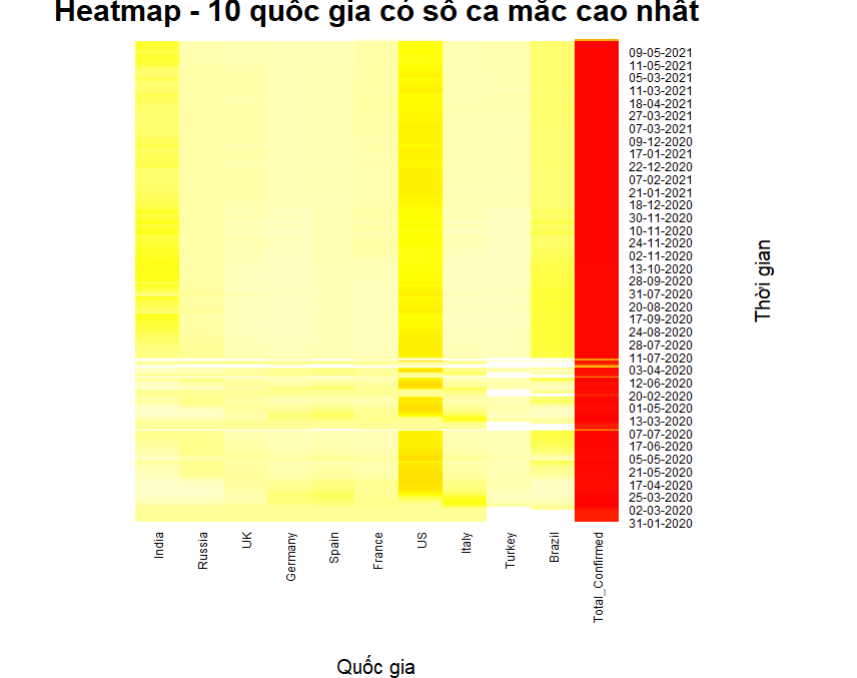 Heatmap - 10 quốc gia có số ca mắc cao nhất
09-05-2021
11-05-2021
05-03-2021
11-03-2021
18-04-2021
27-03-2021
07-03-2021
09-12-2020
17-01-2021
22-12-2020
07-02-2021
21-01-2021
18-12-2020
30-11-2020
10-11-2020
24-11-2020
02-11-2020
13-10-2020
28-09-2020
31-07-2020
20-08-2020
17-09-2020
24-08-2020
28-07-2020
11-07-2020
03-04-2020
12-06-2020
20-02-2020
01-05-2020
13-03-2020
07-07-2020
17-06-2020
05-05-2020
21-05-2020
17-04-2020
25-03-2020
02-03-2020
31-01-2020
Thời gian
India
Russia
UK
Germany
Spain
France
US
Italy
Turkey
Brazil
Total_Confirmed
Quốc gia